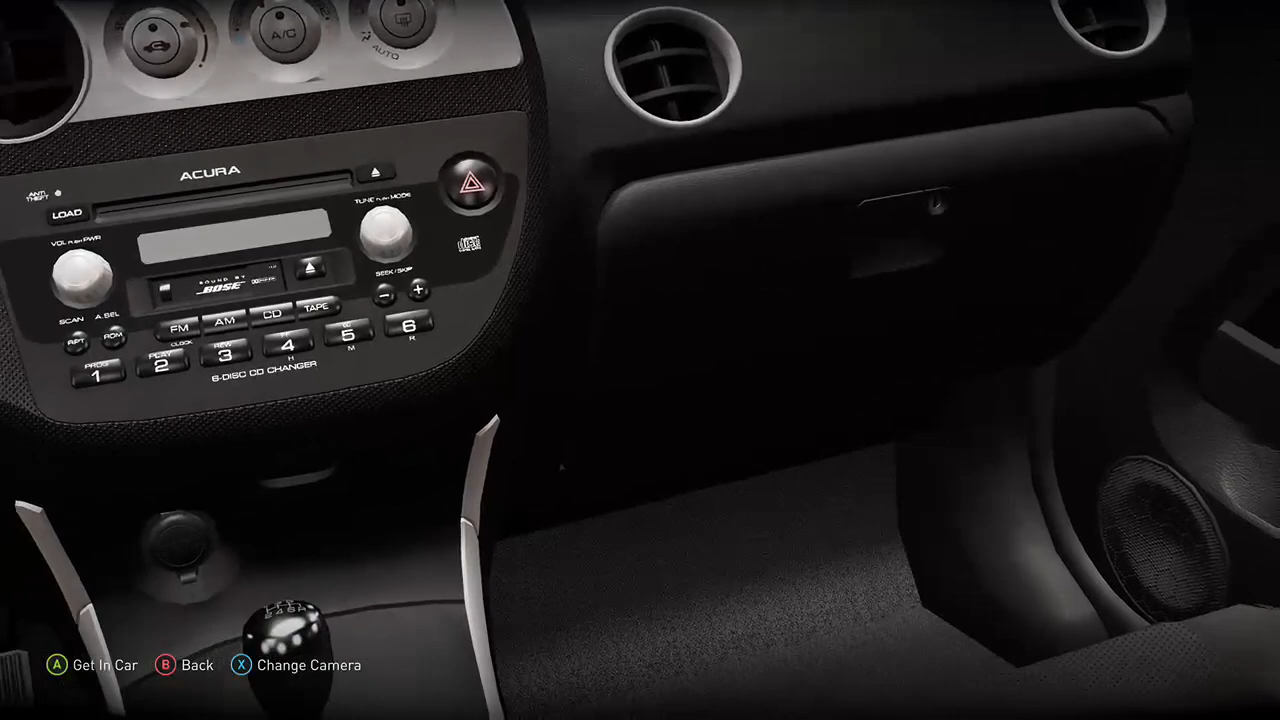 A/C
AUTO
ACURA
ANTI
THEFT
LOAD
TUNE MODE
VOL PWR
SOUND BY
BOSE
SEEK/SKIP
SCAN
A.SEL
RPT
FM
AM
CD
TAPE
CLOCK
PROG
1
PLAY
2
REW
3
FF
4
5
6
H
M
R
6-DISC CD CHANGER
A Get In Car
B Back
X Change Camera